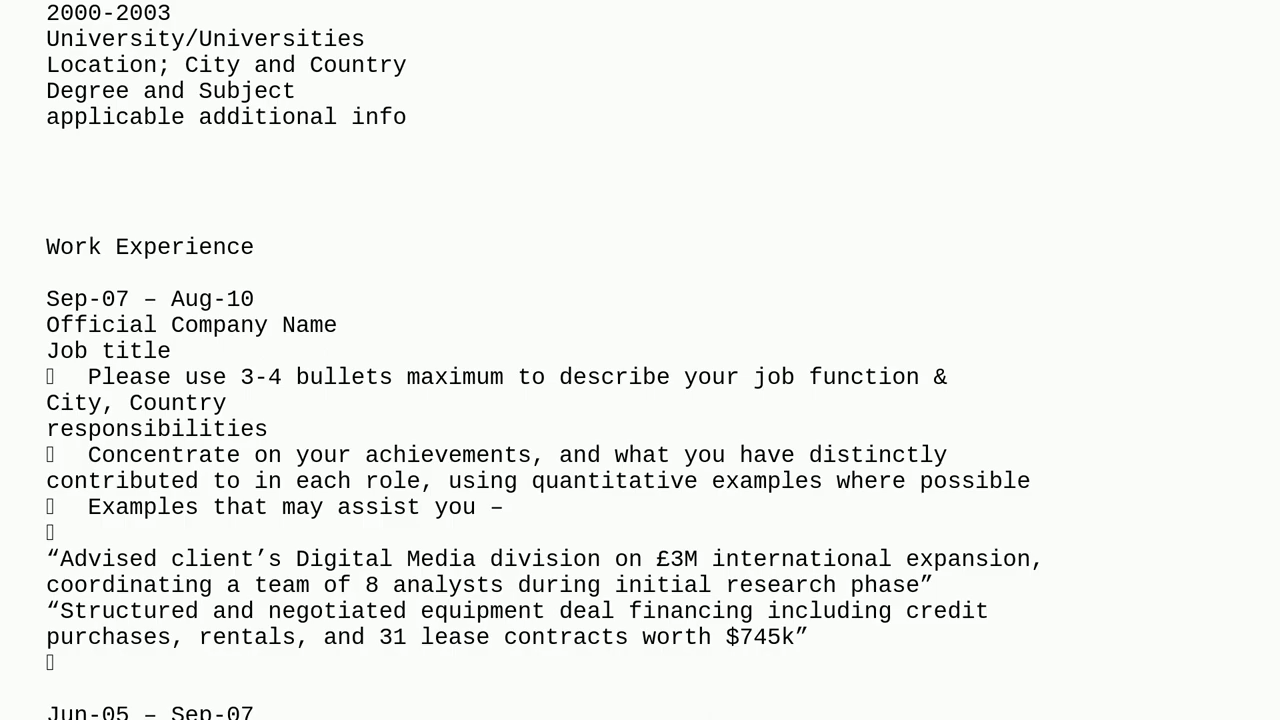 2000-2003
University/Universities
Location; City and Country
Degree and Subject
applicable additional info
Work Experience
Sep-07 – Aug-10
Official Company Name
Job title
▯  Please use 3-4 bullets maximum to describe your job function &
City, Country
responsibilities
▯  Concentrate on your achievements, and what you have distinctly
contributed to in each role, using quantitative examples where possible
▯  Examples that may assist you –
▯
“Advised client’s Digital Media division on £3M international expansion,
coordinating a team of 8 analysts during initial research phase”
“Structured and negotiated equipment deal financing including credit
purchases, rentals, and 31 lease contracts worth $745k”
▯
Jun-05 – Sep-07